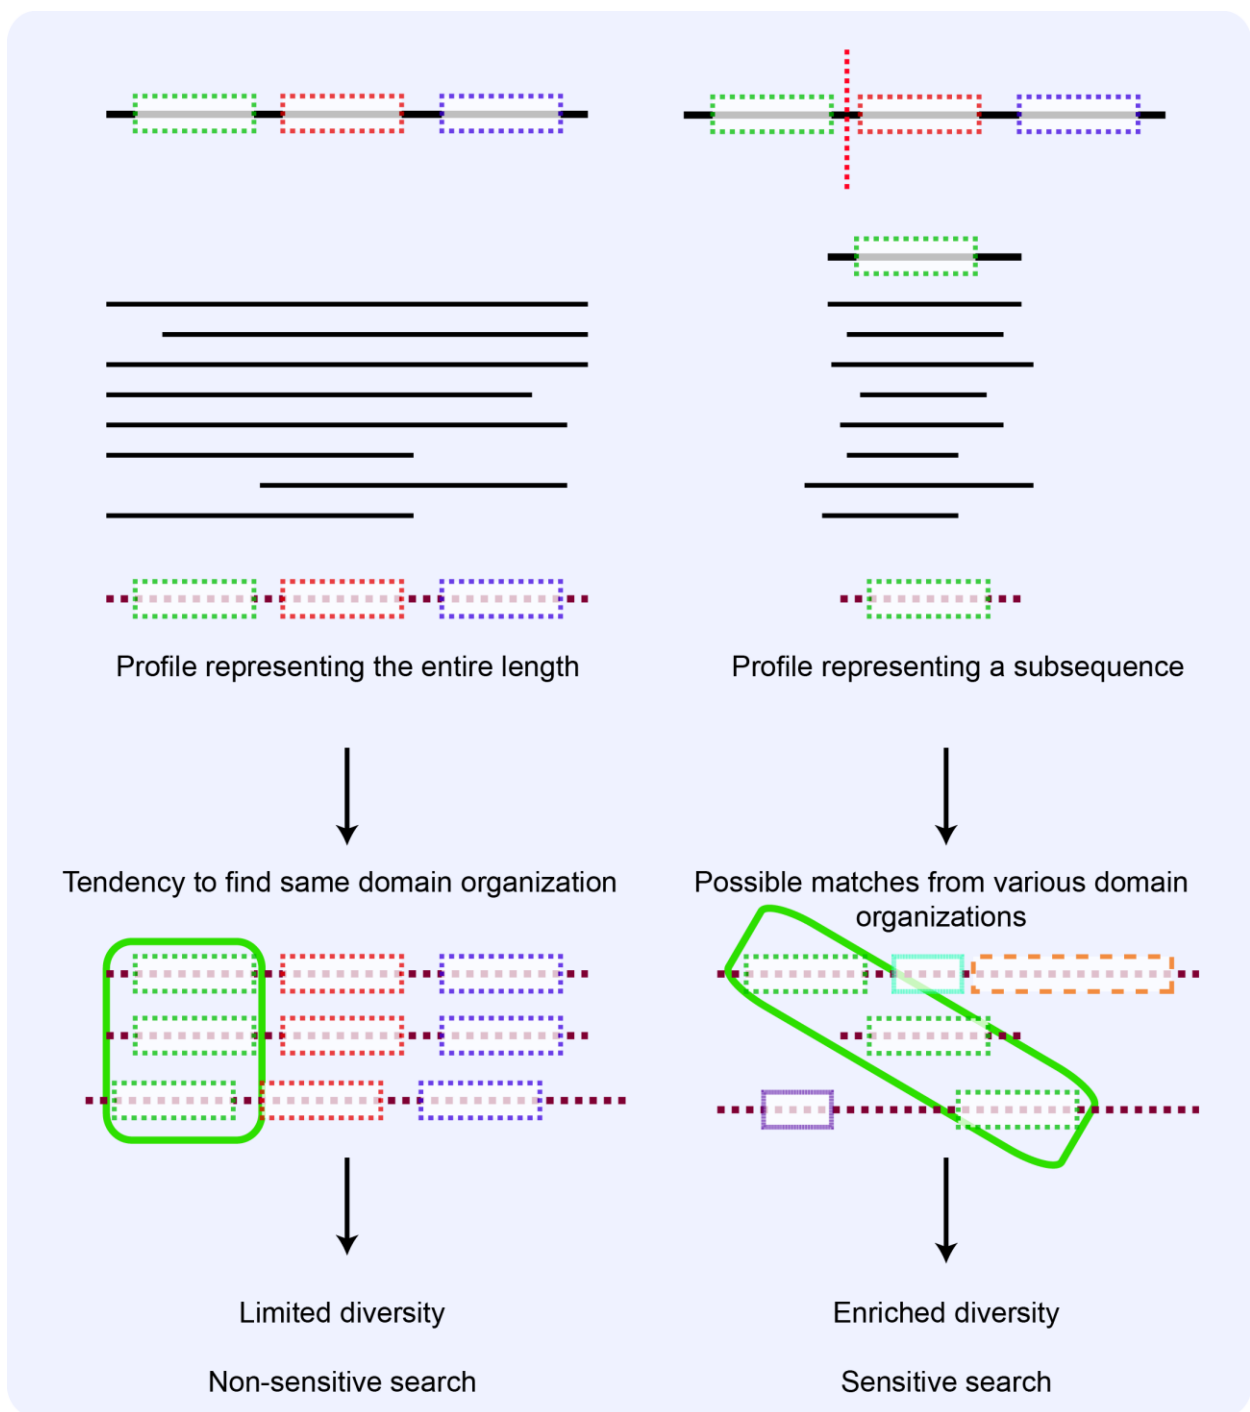 Profile representing the entire length
Profile representing a subsequence
Tendency to find same domain organization
Possible matches from various domain
organizations
Limited diversity
Enriched diversity
Non-sensitive search
Sensitive search